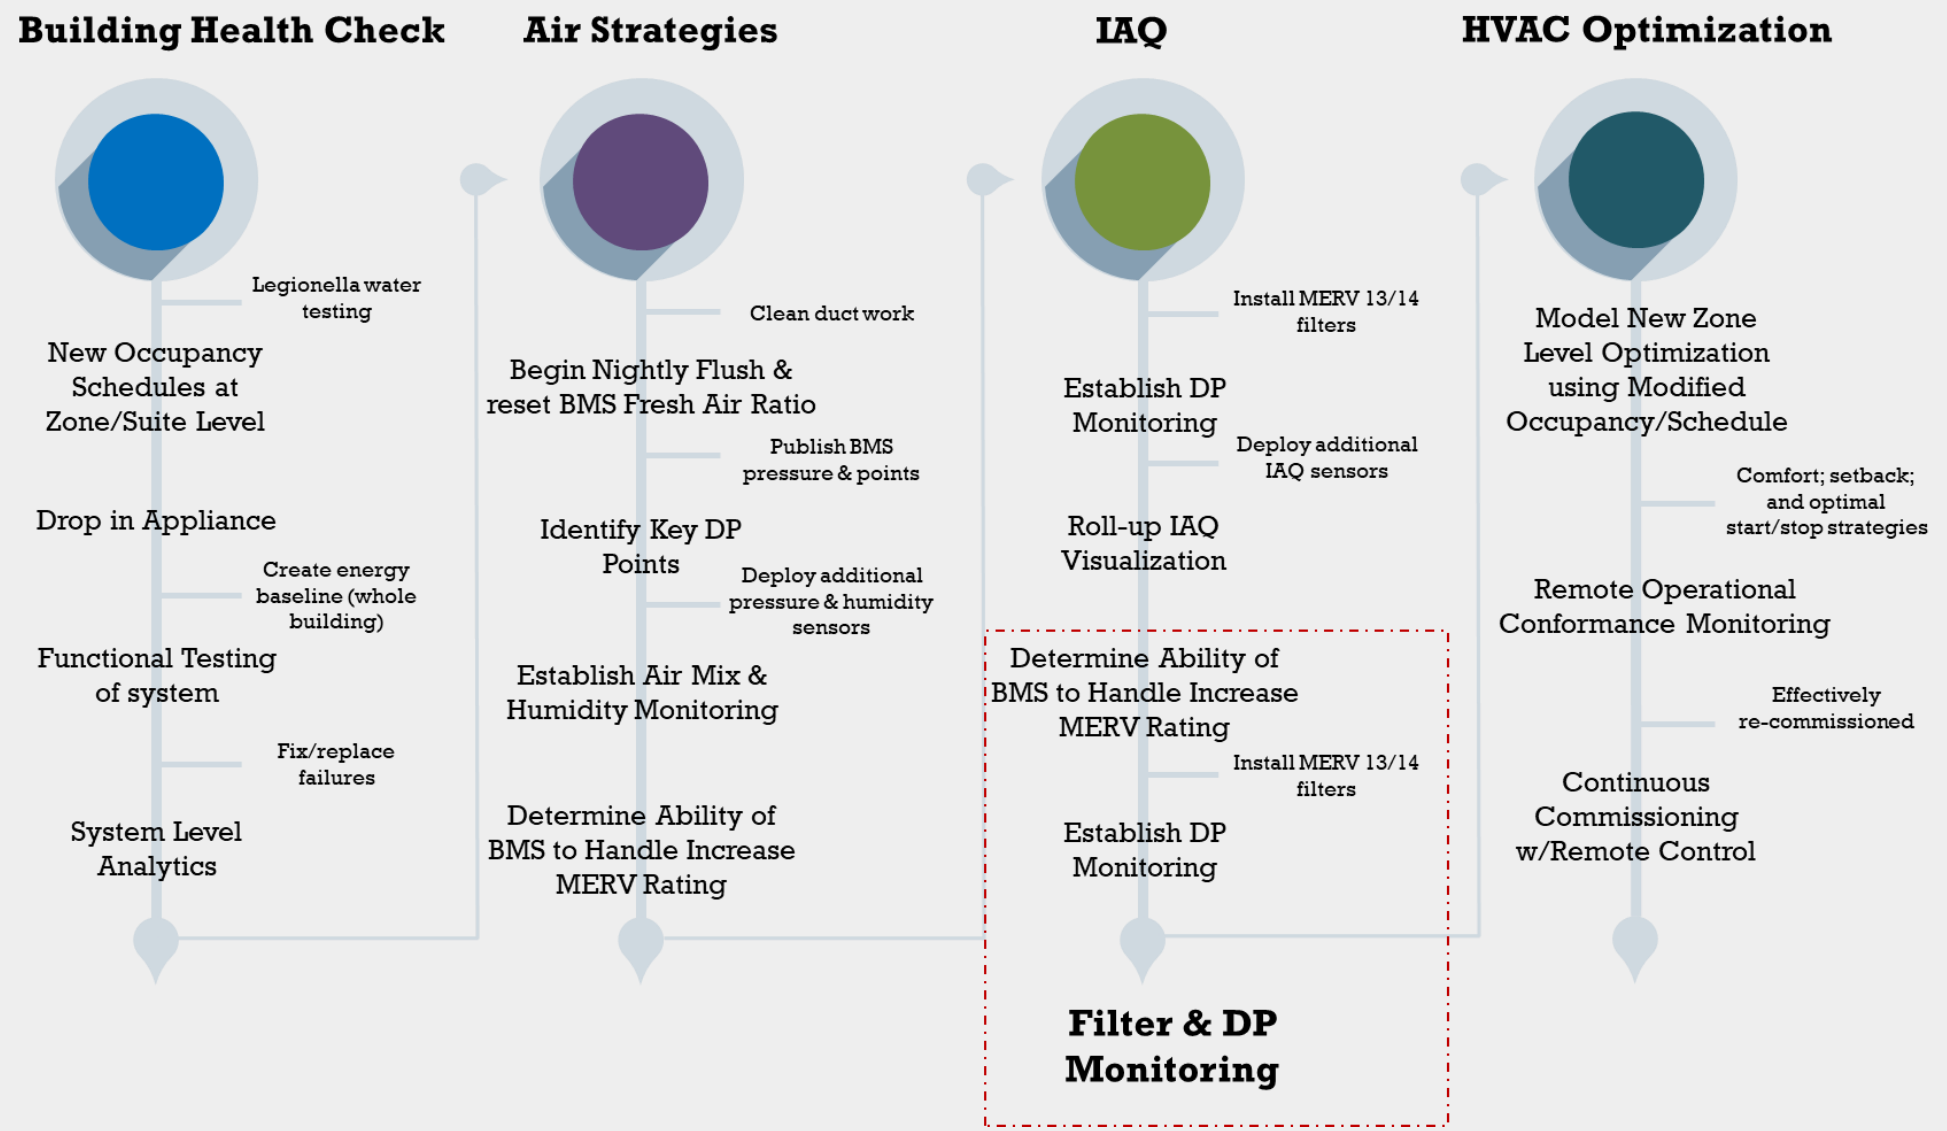 Building Health Check
Legionella water
testing
New Occupancy
Schedules at
Zone/Suite Level
Drop in Appliance
Create energy
baseline (whole
building)
Functional Testing
of system
Fix/replace
failures
System Level
Analytics
Air Strategies
Clean duct work
Begin Nightly Flush &
reset BMS Fresh Air Ratio
Publish BMS
pressure & points
Identify Key DP
Points
Deploy additional
pressure & humidity
sensors
Establish Air Mix &
Humidity Monitoring
Determine Ability of
BMS to Handle Increase
MERV Rating
IAQ
Install MERV 13/14
filters
Establish DP
Monitoring
Deploy additional
IAQ sensors
Roll-up IAQ
Visualization
Determine Ability of
BMS to Handle Increase
MERV Rating
Install MERV 13/14
filters
Establish DP
Monitoring
Filter & DP
Monitoring
HVAC Optimization
Model New Zone
Level Optimization
using Modified
Occupancy/Schedule
Comfort; setback;
and optimal
start/stop strategies
Remote Operational
Conformance Monitoring
Effectively
re-commissioned
Continuous
Commissioning
w/Remote Control